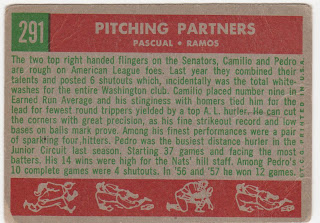 291
PITCHING PARTNERS
PASCUAL • RAMOS
The two top right handed flingers on the Senators, Camilio and Pedro
are rough on American League foes. Last year they combined their
talents and posted 6 shutouts which, incidentally was the total white-
washes for the entire Washington club. Camilio placed number nine in
Earned Run Average and his stinginess with homers tied him for the
lead for fewest round trippers yielded by a top A. L. hurler. He can cut
the corners with great precision, as his fine strikeout record and low
bases on balls mark prove. Among his finest performances were a pair
of sparkling four hitters. Pedro was the busiest distance hurler in the
Junior Circuit last season. Starting 37 games and facing the most
batters. His 14 wins were high for the Nats' hill staff. Among Pedro's
10 complete games were 4 shutouts. In '56 and '57 he won 12 games.
©T.C.G. PRINTED IN U.S.A.